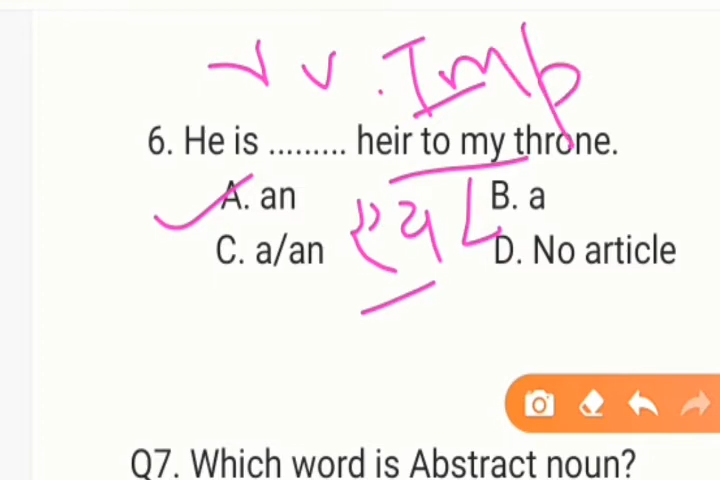 v v. Imp
6. He is ......... heir to my throne.
A. an B. a
C. a/an D. No article
Q7. Which word is Abstract noun?